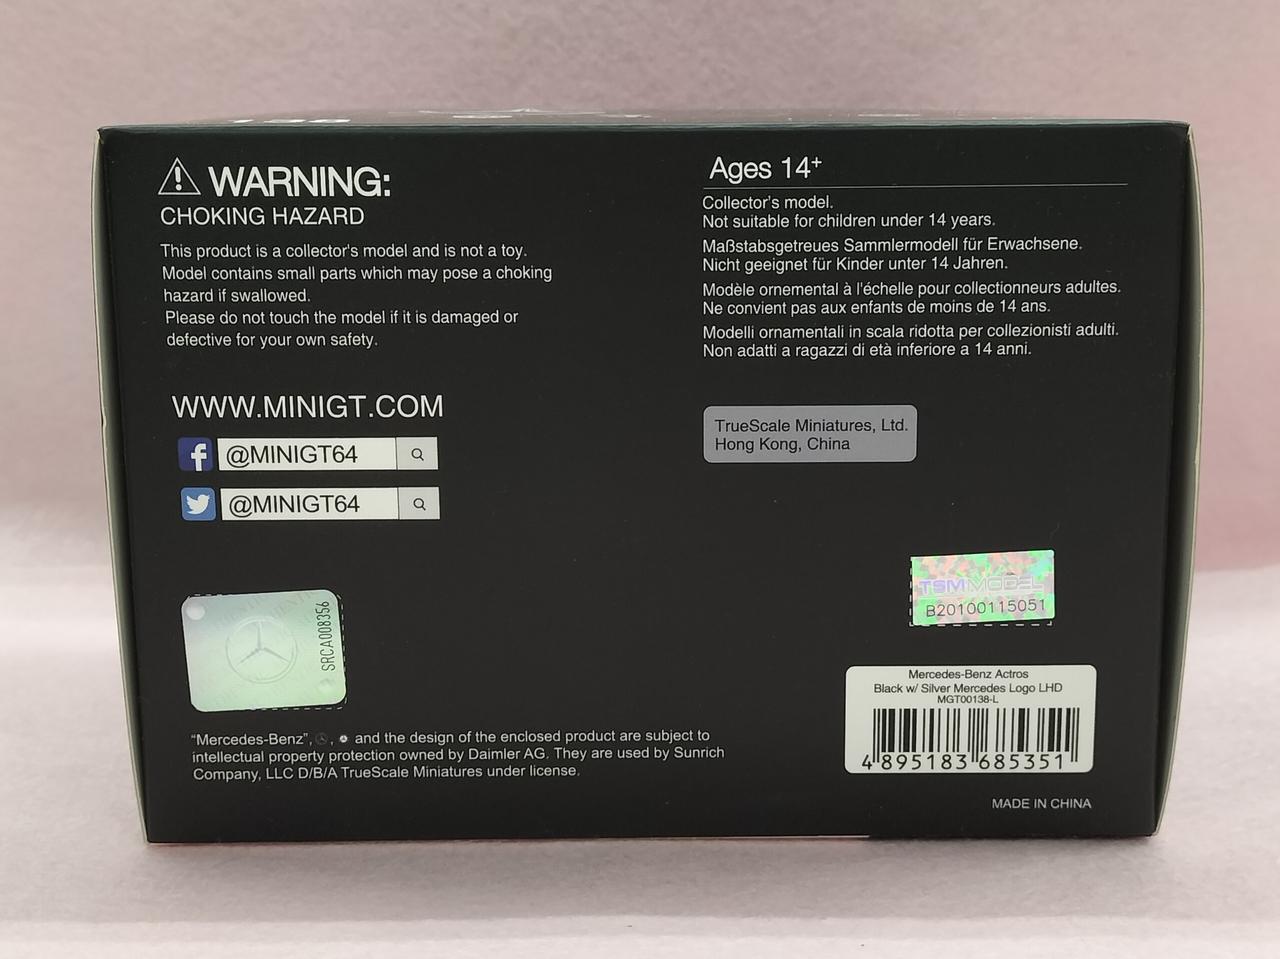 WARNING:
CHOKING HAZARD
This product is a collector's model and is not a toy.
Model contains small parts which may pose a choking
hazard if swallowed.
Please do not touch the model if it is damaged or
defective for your own safety.
WWW.MINIGT.COM
@MINIGT64
@MINIGT64
SRCA008356
"Mercedes-Benz", , and the design of the enclosed product are subject to
intellectual property protection owned by Daimler AG. They are used by Sunrich
Company, LLC D/B/A TrueScale Miniatures under license.
Ages 14+
Collector's model.
Not suitable for children under 14 years.
Maßstabsgetreues Sammlermodell für Erwachsene.
Nicht geeignet für Kinder unter 14 Jahren.
Modèle ornemental à l'échelle pour collectionneurs adultes.
Ne convient pas aux enfants de moins de 14 ans.
Modelli ornamentali in scala ridotta per collezionisti adulti.
Non adatti a ragazzi di età inferiore a 14 anni.
TrueScale Miniatures, Ltd.
Hong Kong, China
TSMMODEL
B20100115051
Mercedes-Benz Actros
Black w/ Silver Mercedes Logo LHD
MGT00138-L
4 895183 685351
MADE IN CHINA